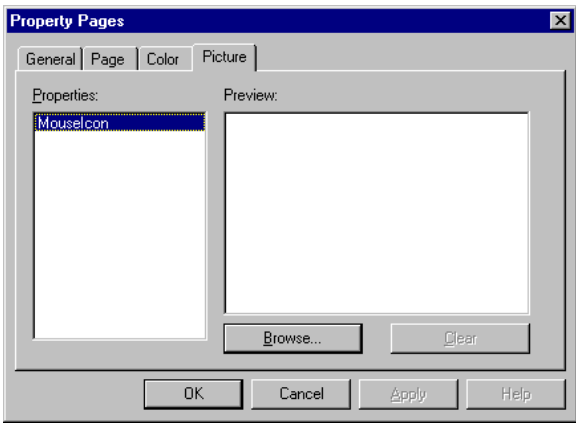 Property Pages
General Page Color Picture
Properties: Preview:
MouseIcon
Browse... Clear
OK Cancel Apply Help